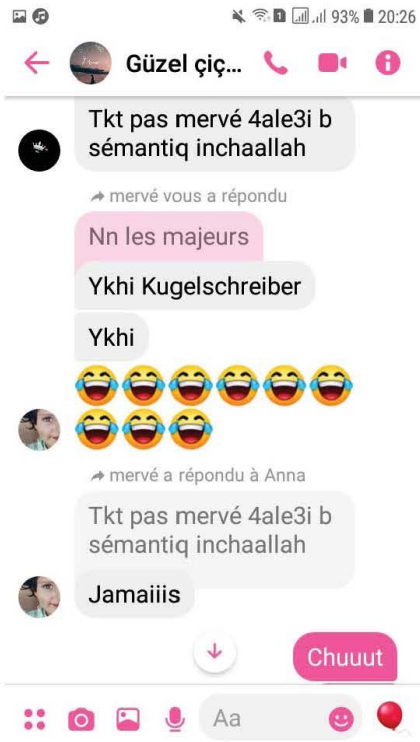 93% 20:26
Güzel çiç...
Tkt pas mervé 4ale3i b
sémantiq inchaallah
mervé vous a répondu
Nn les majeurs
Ykhi Kugelschreiber
Ykhi
mervé a répondu à Anna
Tkt pas mervé 4ale3i b
sémantiq inchaallah
Jamaiiis
Chuuut
Aa